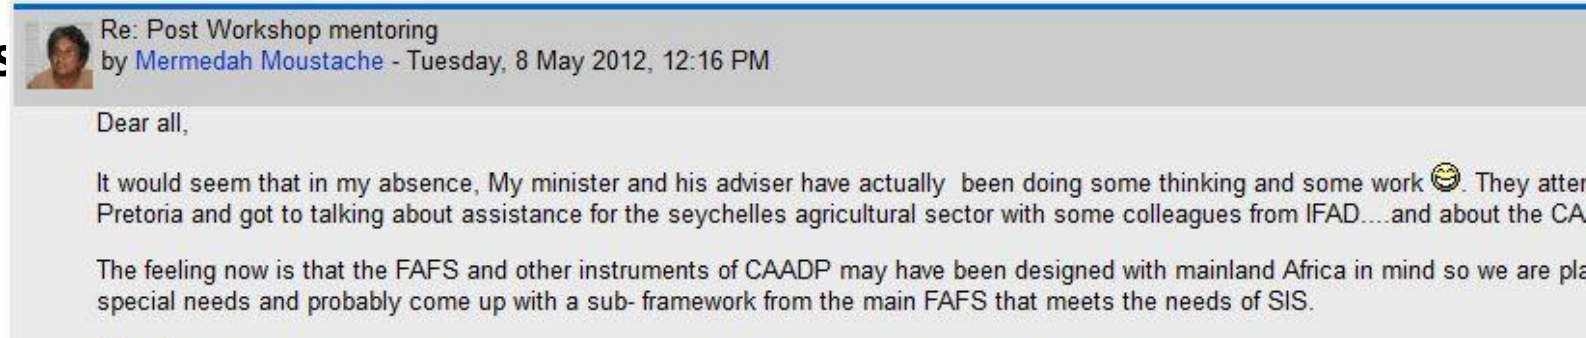 Re: Post Workshop mentoring
by Mermedah Moustache - Tuesday, 8 May 2012, 12:16 PM
Dear all,
It would seem that in my absence, My minister and his adviser have actually been doing some thinking and some work 😄. They
Pretoria and got to talking about assistance for the seychelles agricultural sector with some colleagues from IFAD....and about the
The feeling now is that the FAFS and other instruments of CAADP may have been designed with mainland Africa in mind so we are
special needs and probably come up with a sub- framework from the main FAFS that meets the needs of SIS.